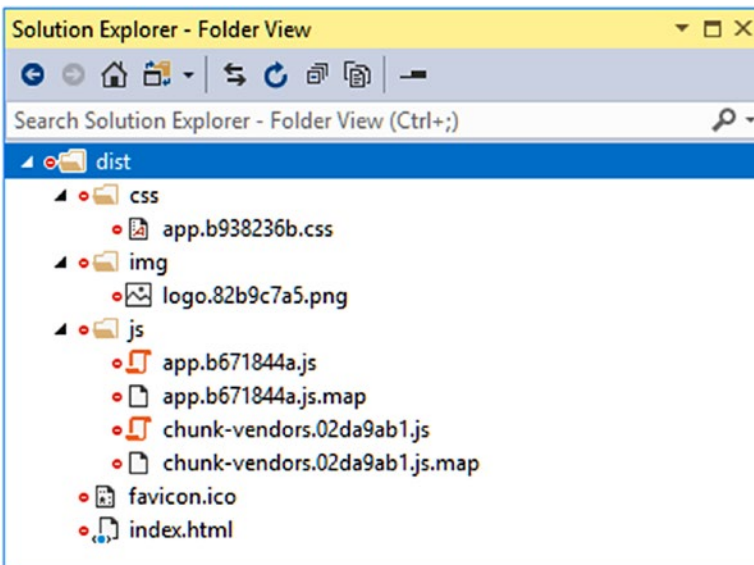 Solution Explorer - Folder View
Search Solution Explorer - Folder View (Ctrl+;)
dist
css
app.b938236b.css
img
logo.82b9c7a5.png
js
app.b671844a.js
app.b671844a.js.map
chunk-vendors.02da9ab1.js
chunk-vendors.02da9ab1.js.map
favicon.ico
index.html